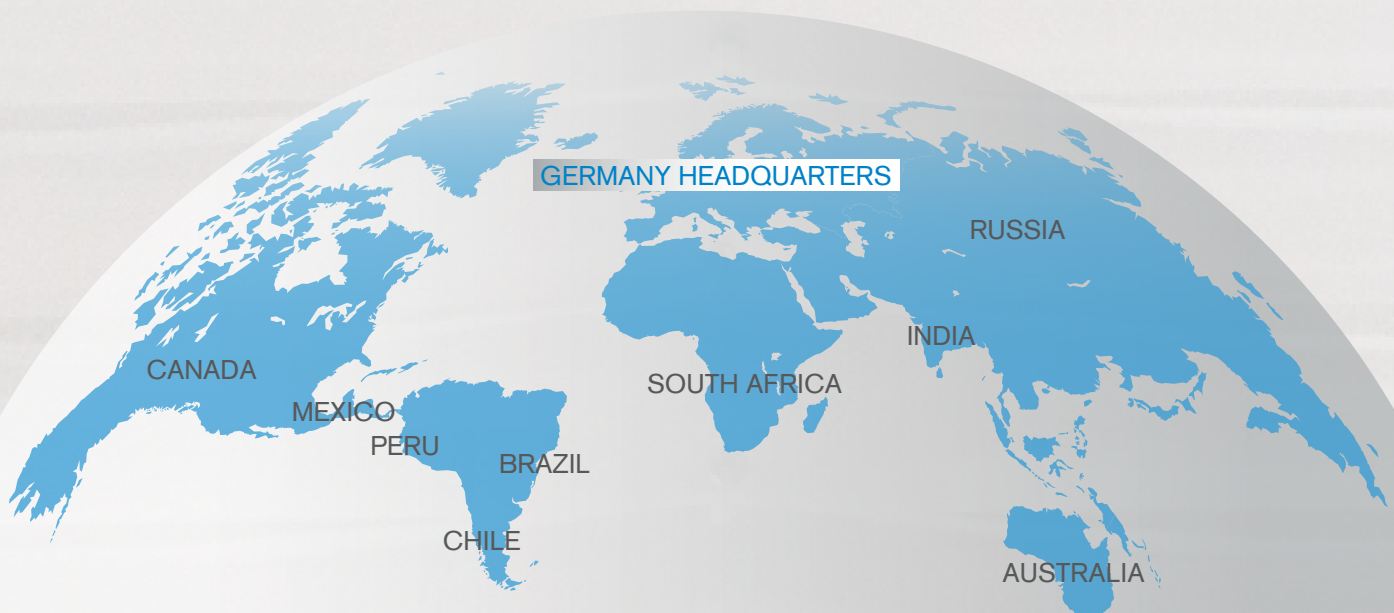 GERMANY HEADQUARTERS
RUSSIA
INDIA
CANADA
SOUTH AFRICA
MEXICO
PERU
BRAZIL
CHILE
AUSTRALIA